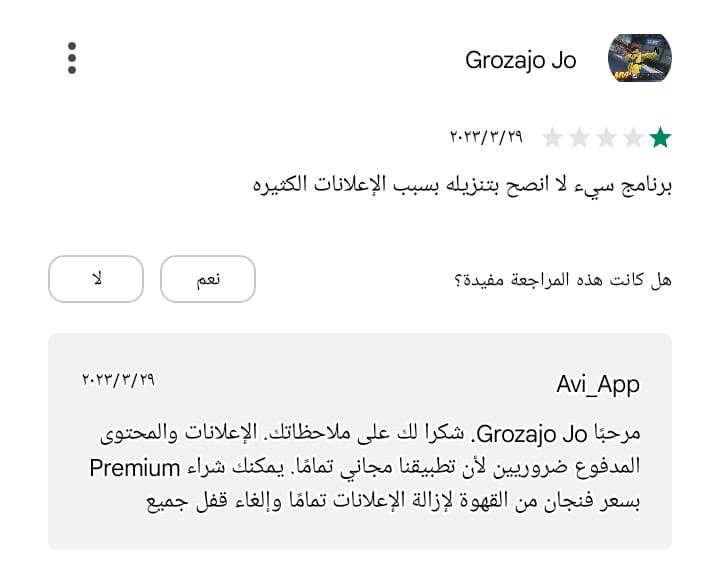 Grozajo Jo
٢٠٢٣/٣/٢٩
برنامج سيء لا انصح بتنزيله بسبب الإعلانات الكثيره
هل كانت هذه المراجعة مفيدة؟ نعم لا
Avi_App ٢٠٢٣/٣/٢٩
مرحبًا Grozajo Jo. شكرا لك على ملاحظاتك. الإعلانات والمحتوى
المدفوع ضروريين لأن تطبيقنا مجاني تمامًا. يمكنك شراء Premium
بسعر فنجان من القهوة لإزالة الإعلانات تمامًا وإلغاء قفل جميع